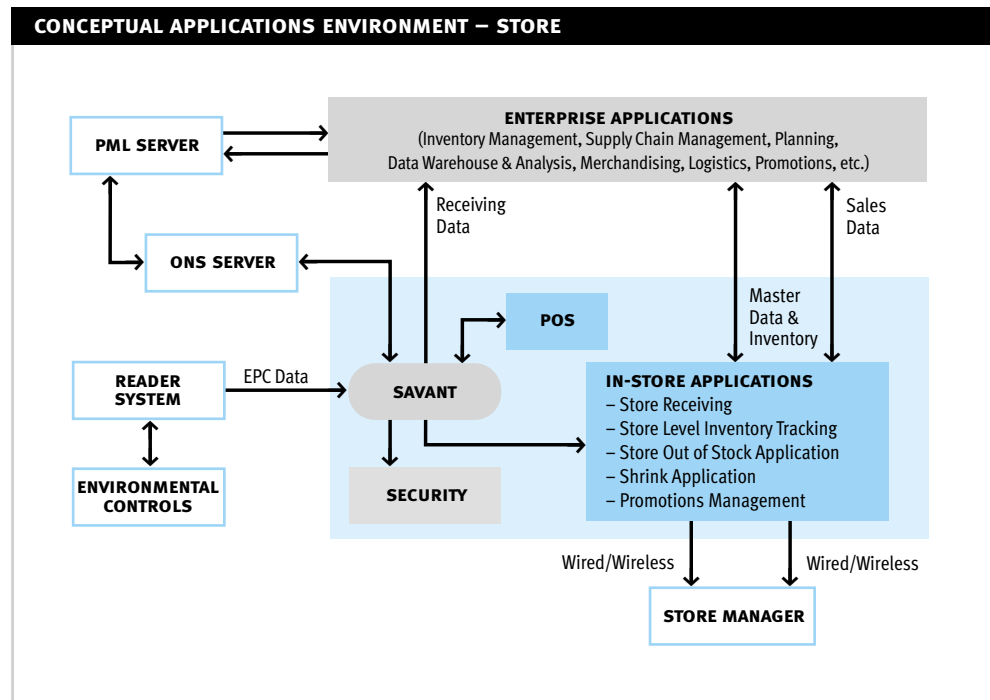 CONCEPTUAL APPLICATIONS ENVIRONMENT – STORE
ENTERPRISE APPLICATIONS
(Inventory Management, Supply Chain Management, Planning,
Data Warehouse & Analysis, Merchandising, Logistics, Promotions, etc.)
PML SERVER
Receiving
Data
Sales
Data
ONS SERVER
Master
Data &
Inventory
POS
READER
SYSTEM
EPC Data
SAVANT
IN-STORE APPLICATIONS
– Store Receiving
– Store Level Inventory Tracking
– Store Out of Stock Application
– Shrink Application
– Promotions Management
ENVIRONMENTAL
CONTROLS
SECURITY
Wired/Wireless
Wired/Wireless
STORE MANAGER